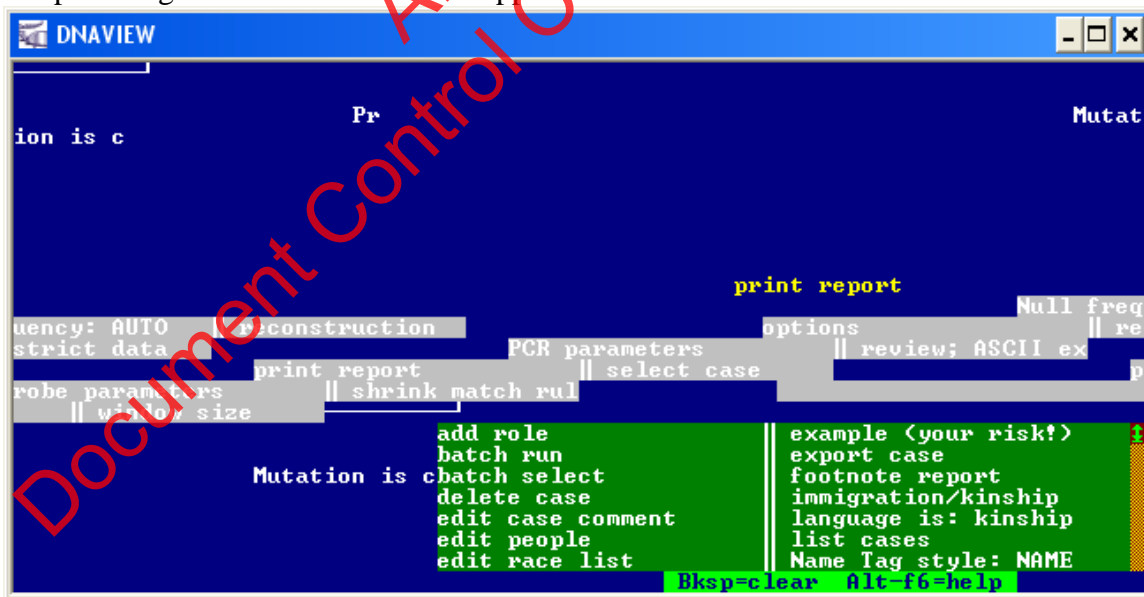 DNAVIEW
Pr Mutat
ion is c
print report
Null freq
uency: AUTO || reconstruction options || re
strict data PCR parameters || review; ASCII ex
print report || select case p
robe parameters || shrink match rul
|| window size
add role || example (your risk!)
batch run || export case
Mutation is c batch select || footnote report
delete case || immigration/kinship
edit case comment || language is: kinship
edit people || list cases
edit race list || Name Tag style: NAME
Bksp=clear Alt-f6=help
Document Control